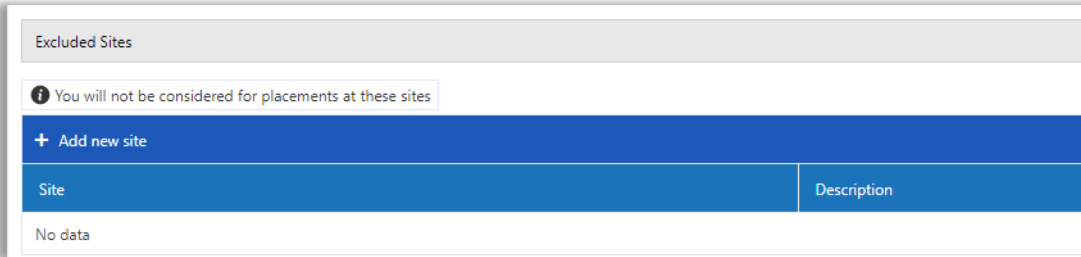 Excluded Sites
You will not be considered for placements at these sites
+ Add new site
Site Description
No data